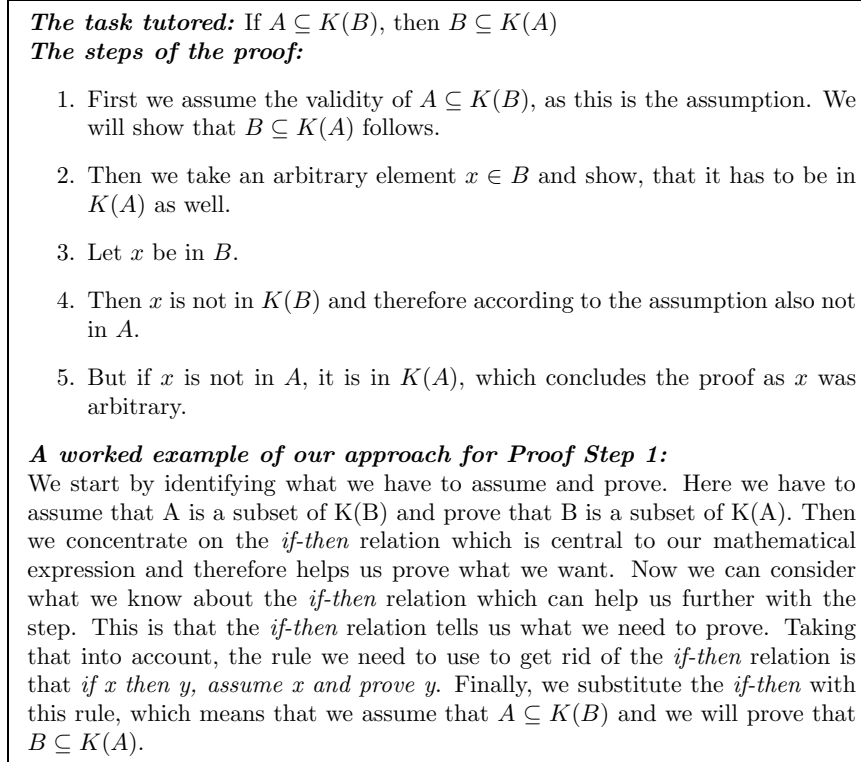 The task tutored: If A ⊆ K(B), then B ⊆ K(A)
The steps of the proof:
1. First we assume the validity of A ⊆ K(B), as this is the assumption. We
will show that B ⊆ K(A) follows.
2. Then we take an arbitrary element x ∈ B and show, that it has to be in
K(A) as well.
3. Let x be in B.
4. Then x is not in K(B) and therefore according to the assumption also not
in A.
5. But if x is not in A, it is in K(A), which concludes the proof as x was
arbitrary.
A worked example of our approach for Proof Step 1:
We start by identifying what we have to assume and prove. Here we have to
assume that A is a subset of K(B) and prove that B is a subset of K(A). Then
we concentrate on the if-then relation which is central to our mathematical
expression and therefore helps us prove what we want. Now we can consider
what we know about the if-then relation which can help us further with the
step. This is that the if-then relation tells us what we need to prove. Taking
that into account, the rule we need to use to get rid of the if-then relation is
that if x then y, assume x and prove y. Finally, we substitute the if-then with
this rule, which means that we assume that A ⊆ K(B) and we will prove that
B ⊆ K(A).